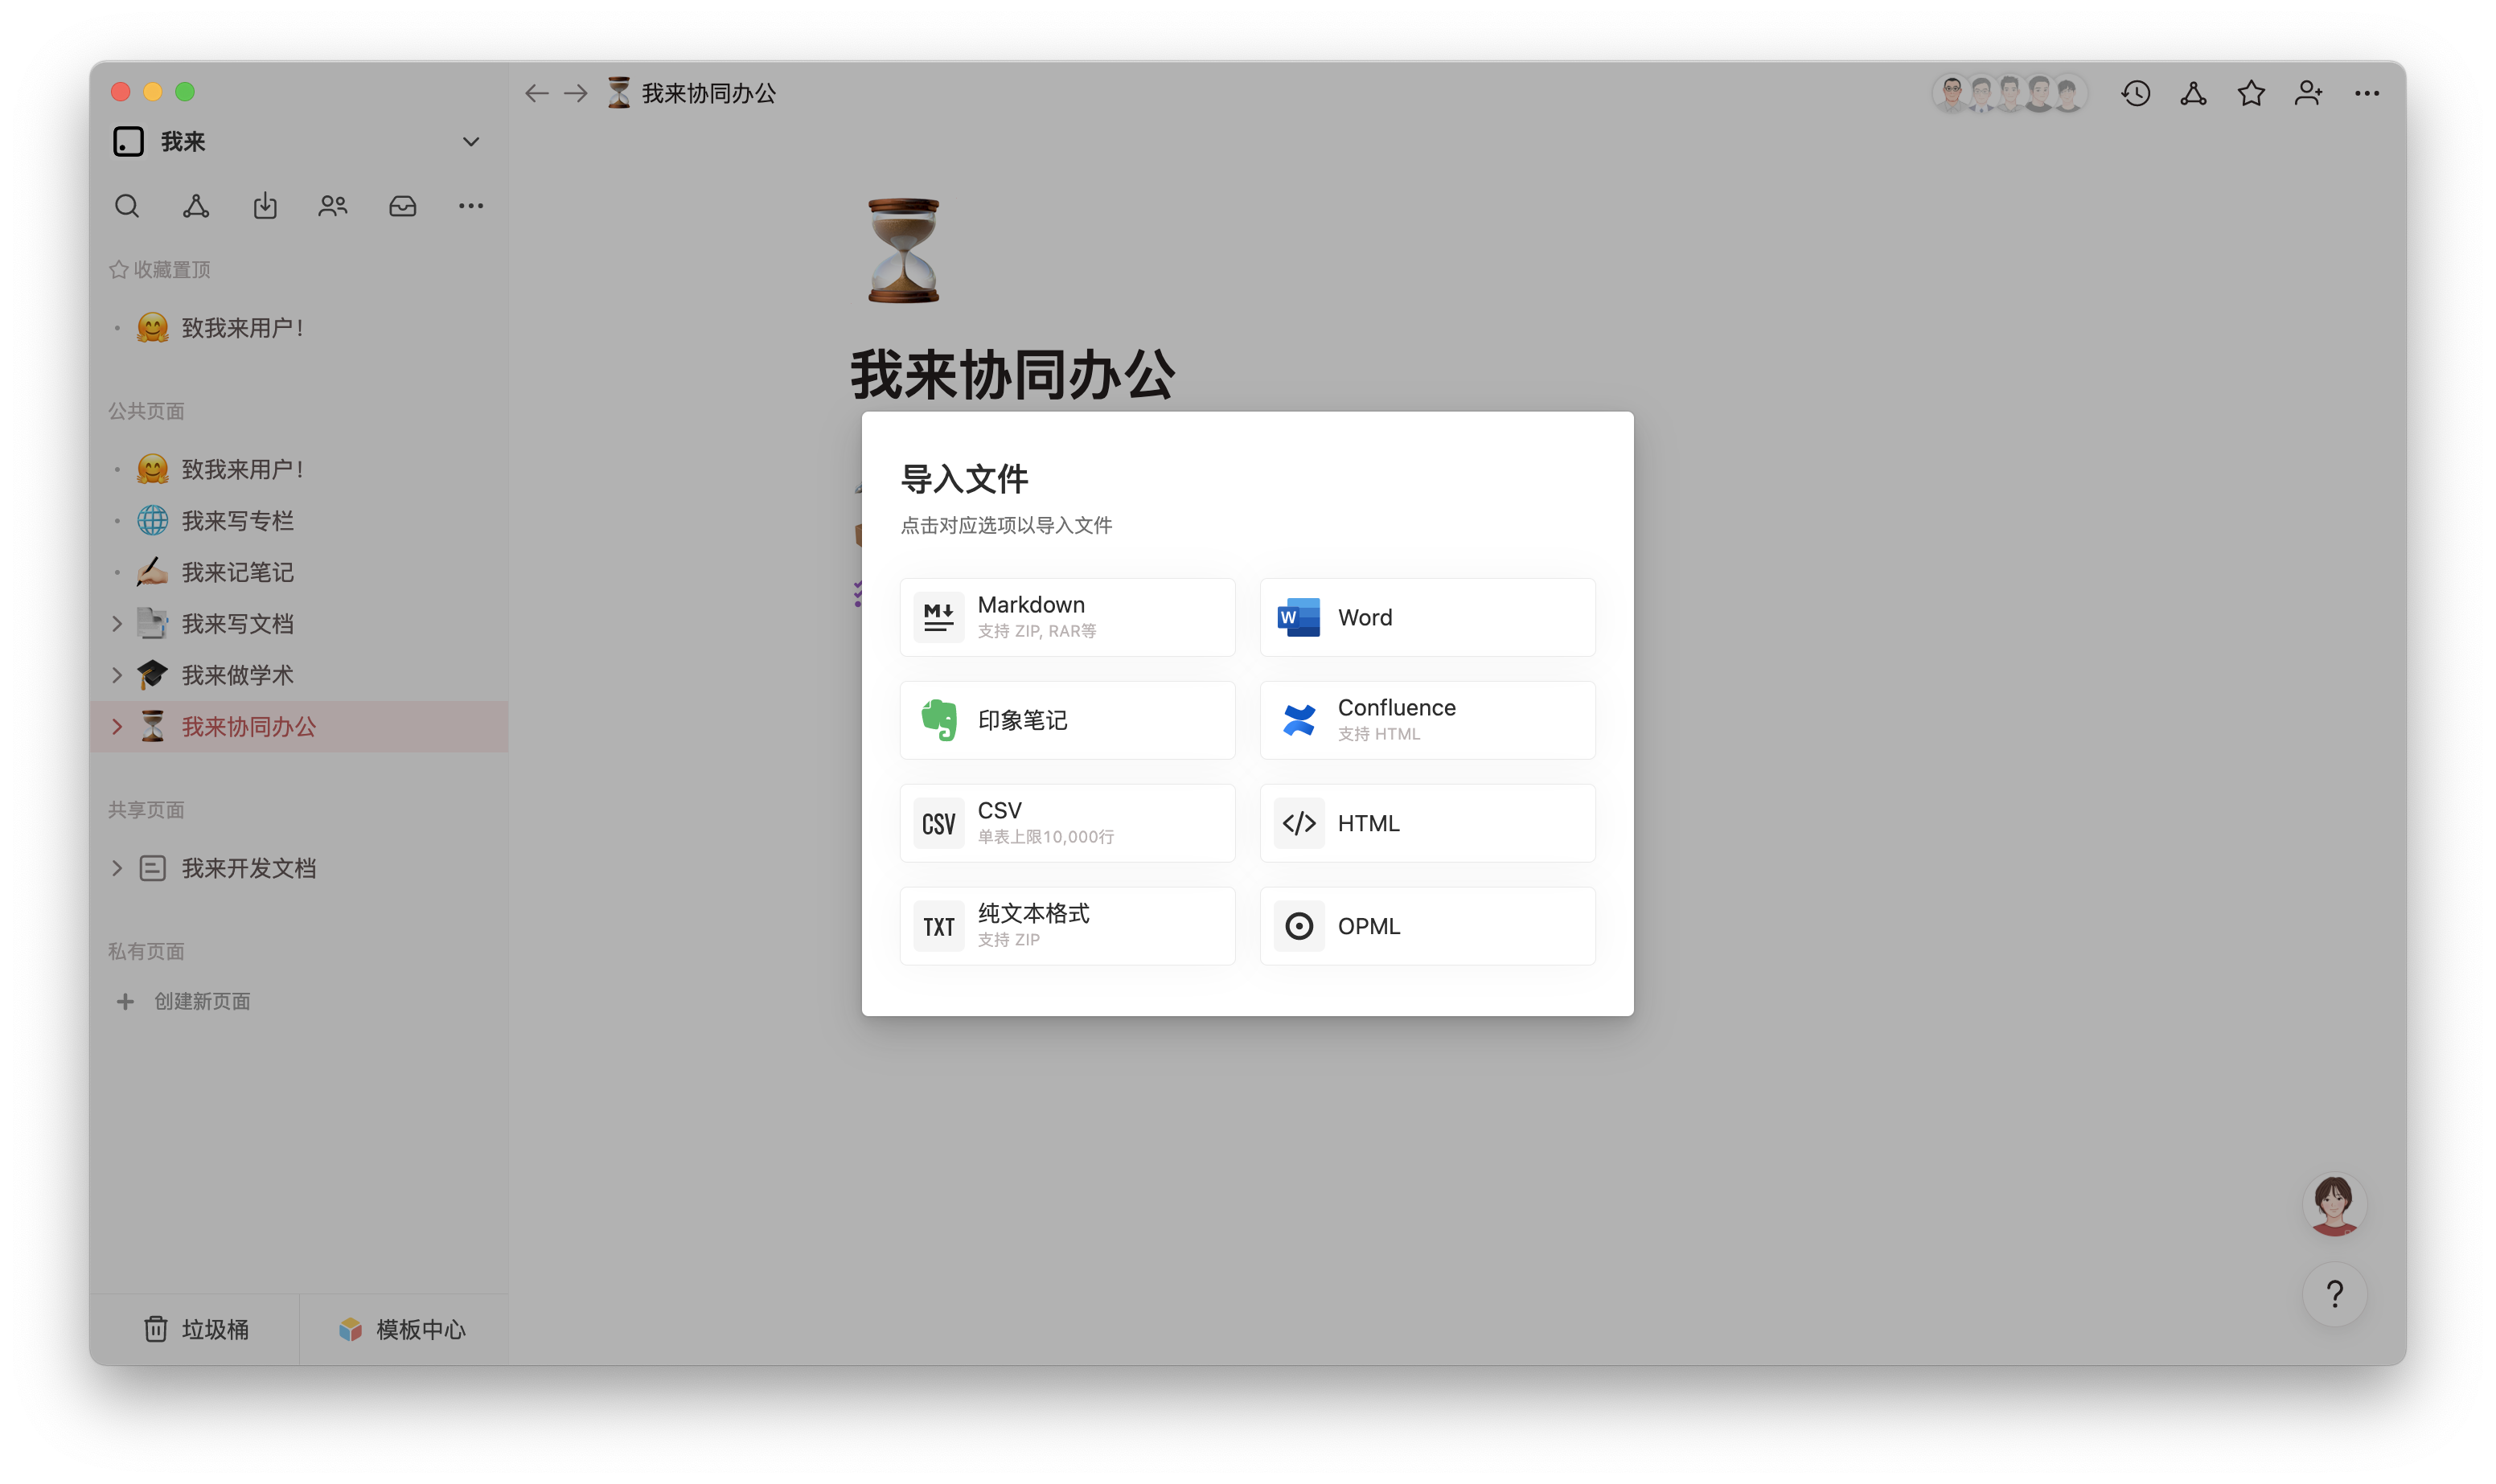 我来
收藏置顶
致我来用户！
公共页面
致我来用户！
我来写专栏
我来记笔记
我来写文档
我来做学术
我来协同办公
共享页面
我来开发文档
私有页面
创建新页面
垃圾桶
模板中心
我来协同办公
我来协同办公
导入文件
点击对应选项以导入文件
M
Markdown
支持 ZIP, RAR等
W
Word
印象笔记
Confluence
支持 HTML
CSV
CSV
单表上限10,000行
</>
HTML
TXT
纯文本格式
支持 ZIP
OPML
?